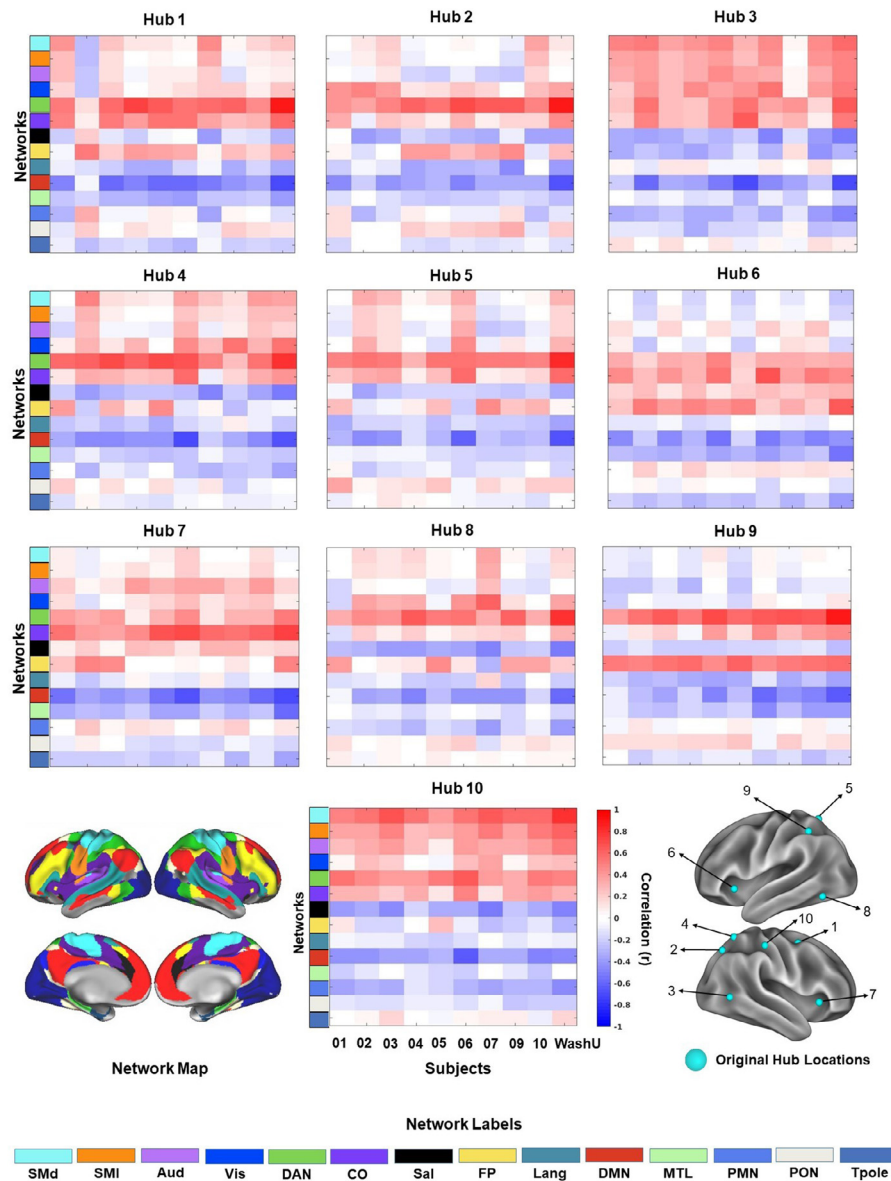 Hub 1
Hub 2
Hub 3
Networks
Hub 4
Hub 5
Hub 6
Networks
Hub 7
Hub 8
Hub 9
Networks
Hub 10
Networks
1
0.8
0.6
0.4
0.2
0
-0.2
-0.4
-0.6
-0.8
-1
Correlation (r)
9
5
6
8
4
10
1
2
3
7
01 02 03 04 05 06 07 09 10 WashU
Network Map
Subjects
Original Hub Locations
Network Labels
SMd SMl Aud Vis DAN CO Sal FP Lang DMN MTL PMN PON Tpole